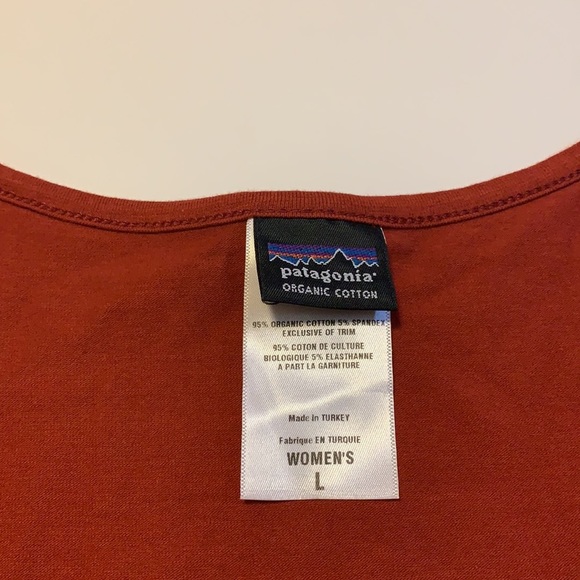 patagonia®
ORGANIC COTTON
95% ORGANIC COTTON 5% SPANDEX
EXCLUSIVE OF TRIM
95% COTON DE CULTURE
BIOLOGIQUE 5% ELASTHANNE
A PART LA GARNITURE
Made in TURKEY
Fabrique EN TURQUIE
WOMEN'S
L